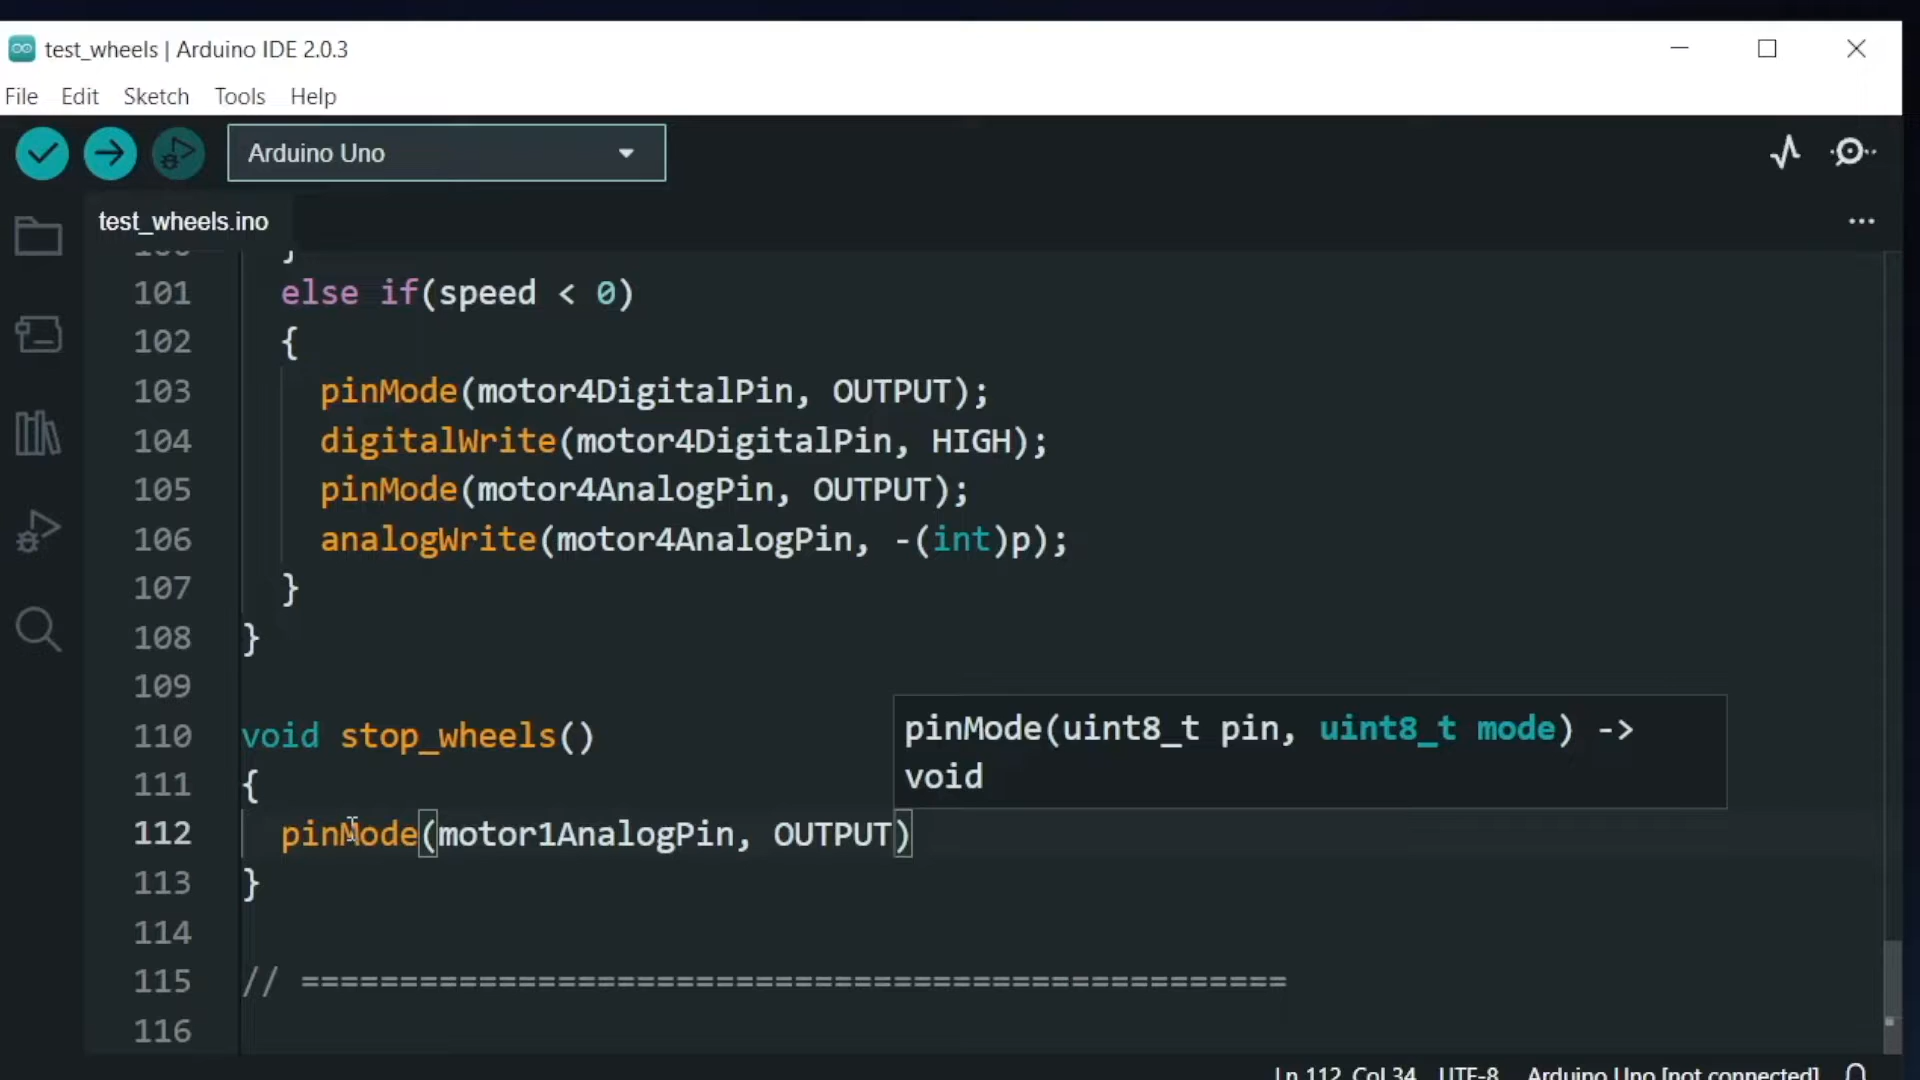 test_wheels | Arduino IDE 2.0.3
File Edit Sketch Tools Help
Arduino Uno
test_wheels.ino
100 }
101 else if(speed < 0)
102 {
103 pinMode(motor4DigitalPin, OUTPUT);
104 digitalWrite(motor4DigitalPin, HIGH);
105 pinMode(motor4AnalogPin, OUTPUT);
106 analogWrite(motor4AnalogPin, -(int)p);
107 }
108 }
109
110 void stop_wheels()
pinMode(uint8_t pin, uint8_t mode) ->
void
111 {
112 pinMode(motor1AnalogPin, OUTPUT)
113 }
114
115 // ==================================================
116
Ln 112, Col 34 UTF-8 Arduino Uno [not connected]